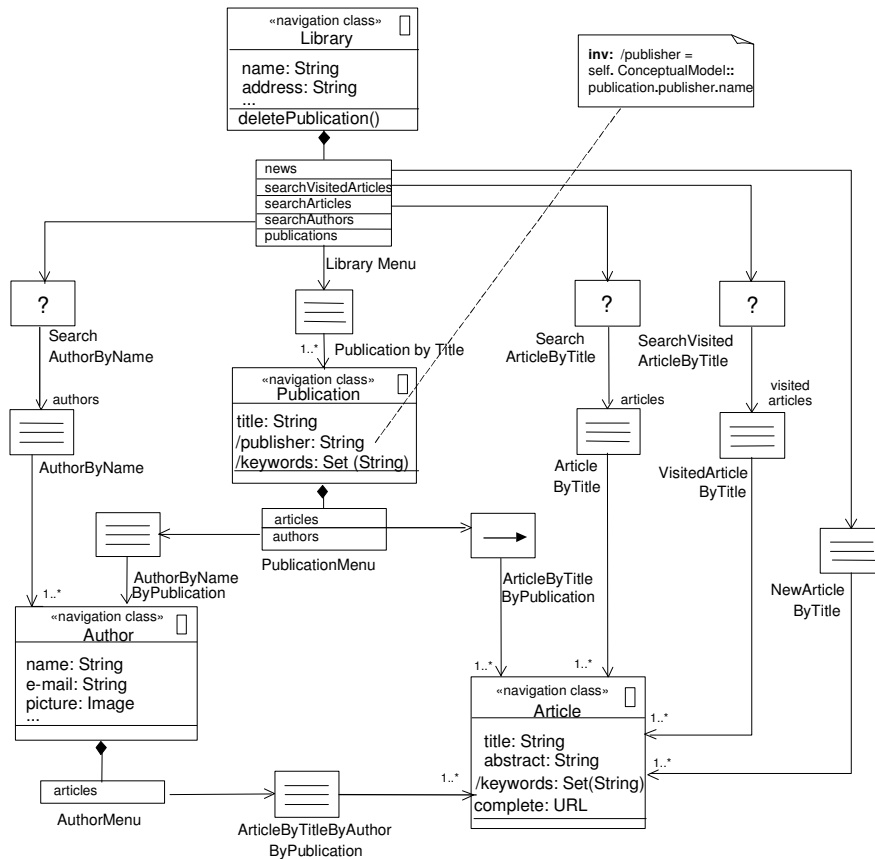 «navigation class»
Library
name: String
address: String
...
deletePublication()
inv: /publisher =
self. ConceptualModel::
publication.publisher.name
news
searchVisitedArticles
searchArticles
searchAuthors
publications
Library Menu
?
Search
AuthorByName
1..*
Publication by Title
?
Search
ArticleByTitle
?
SearchVisited
ArticleByTitle
authors
AuthorByName
«navigation class»
Publication
title: String
/publisher: String
/keywords: Set (String)
articles
Article
ByTitle
visited
articles
VisitedArticle
ByTitle
articles
authors
PublicationMenu
AuthorByName
ByPublication
1..*
ArticleByTitle
ByPublication
NewArticle
ByTitle
«navigation class»
Author
name: String
e-mail: String
picture: Image
...
1..*
1..*
«navigation class»
Article
title: String
abstract: String
/keywords: Set(String)
complete: URL
1..*
1..*
1..*
articles
AuthorMenu
ArticleByTitleByAuthor
ByPublication